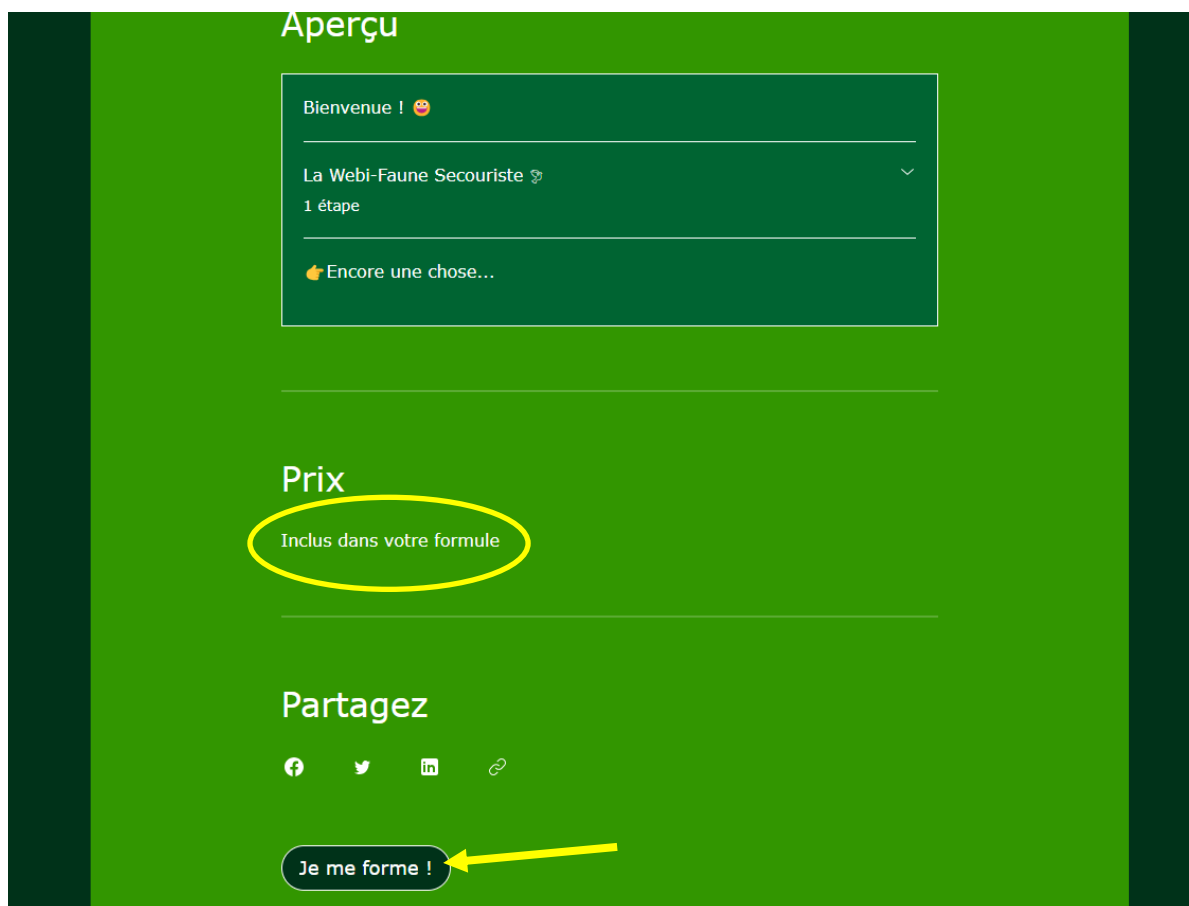 Aperçu
Bienvenue ! 😀
La Webi-Faune Secouriste 🕊
1 étape
👉Encore une chose...
Prix
Inclus dans votre formule
Partagez
Je me forme !